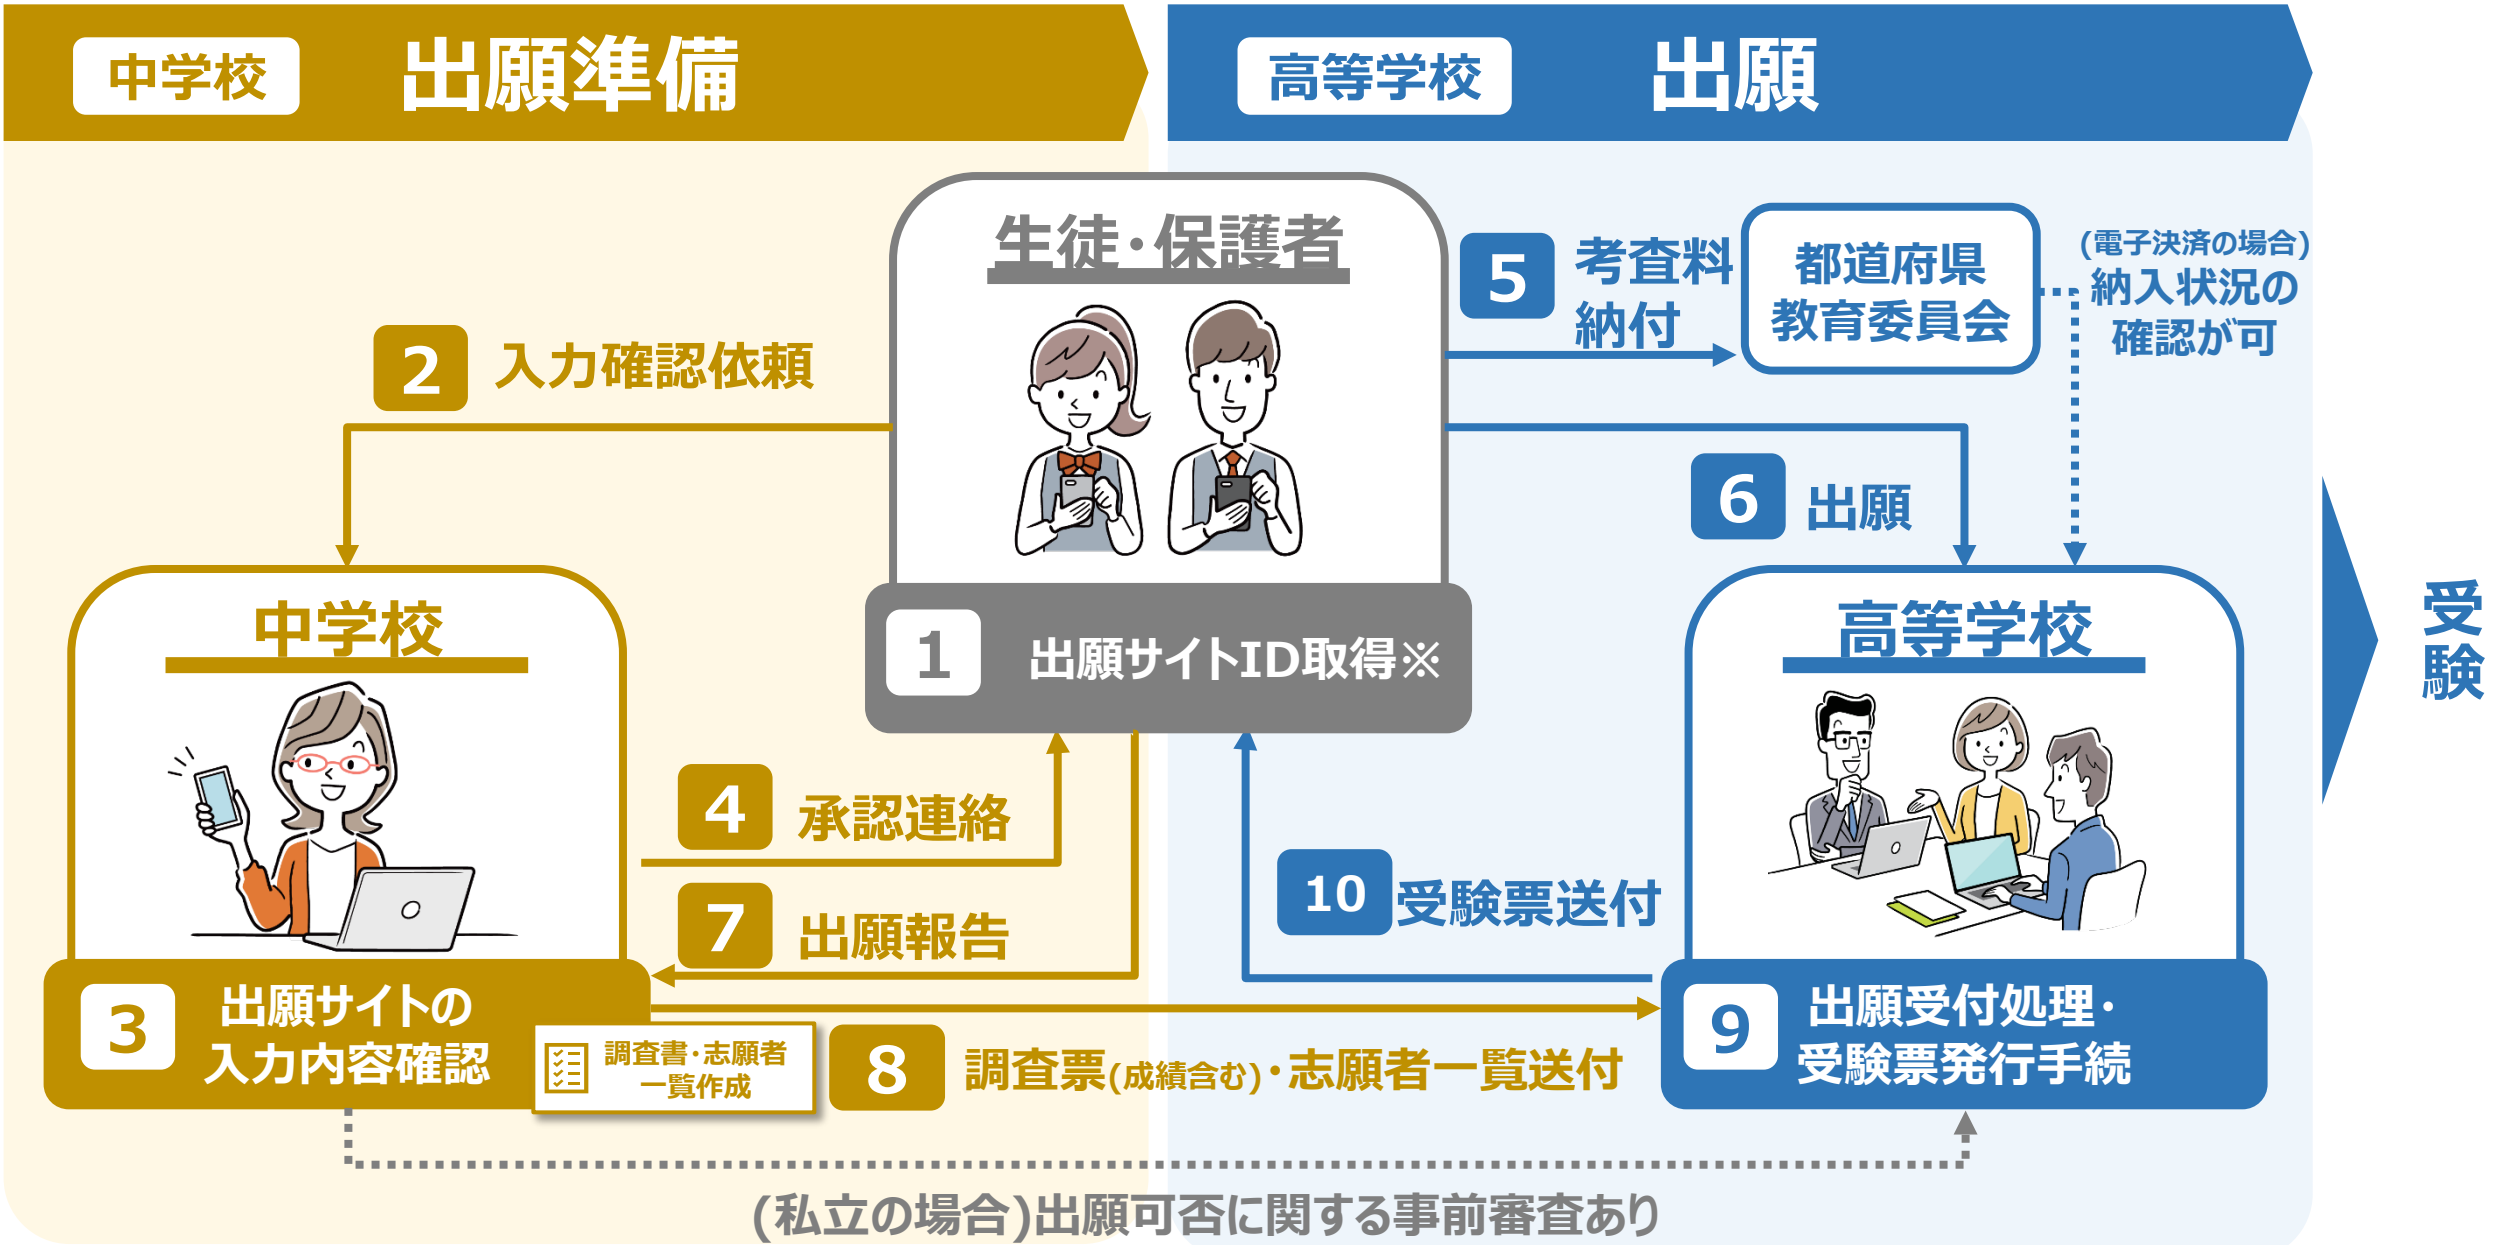 中学校 出願準備
高等学校 出願
生徒・保護者
1 出願サイトID取得※
2 入力確認依頼
中学校
3 出願サイトの
入力内容確認
調査書・志願者
一覧作成
4 承認連絡
5 考査料
納付
都道府県
教育委員会
(電子決済の場合)
納入状況の
確認が可
6 出願
高等学校
7 出願報告
8 調査票(成績含む)・志願者一覧送付
9 出願受付処理・
受験票発行手続
10 受験票送付
(私立の場合)出願可否に関する事前審査あり
受験